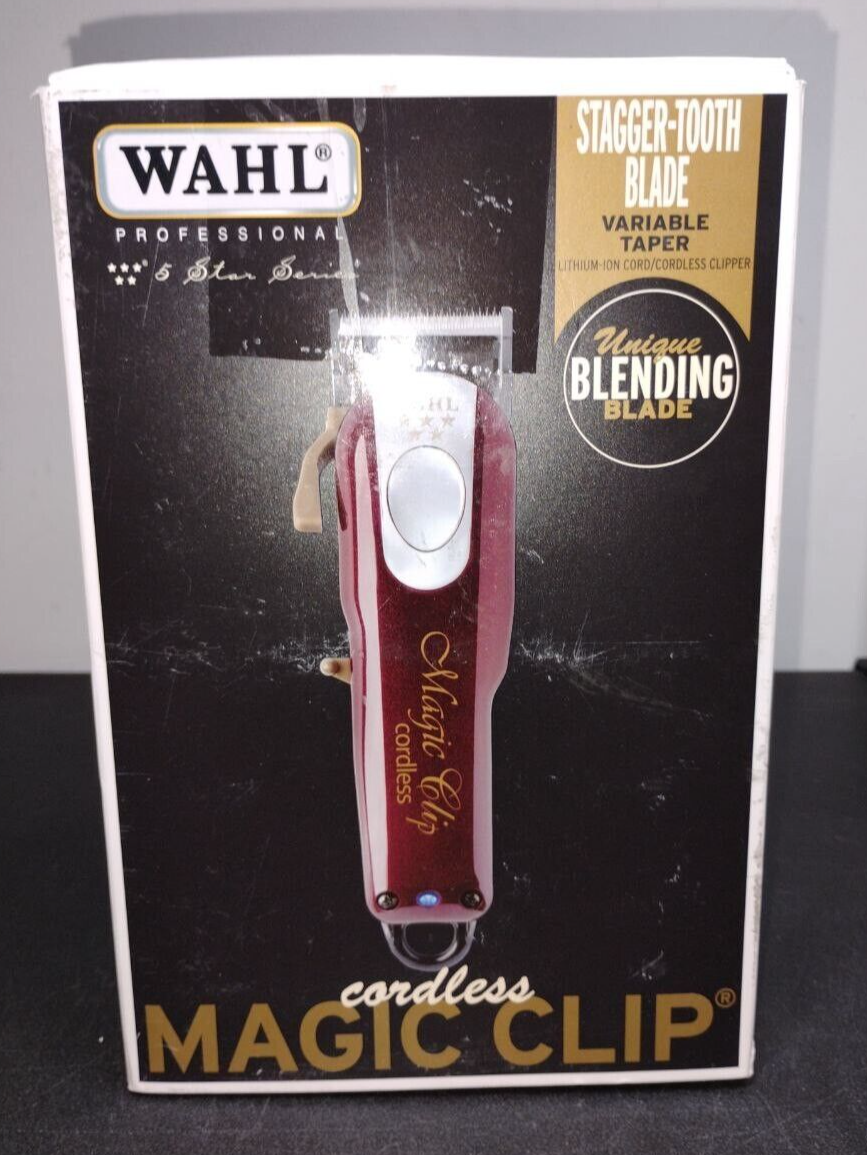 WAHL®
PROFESSIONAL
5 Star Series
STAGGER-TOOTH
BLADE
VARIABLE
TAPER
LITHIUM-ION CORD/CORDLESS CLIPPER
Unique
BLENDING
BLADE
Magic Clip
cordless
cordless
MAGIC CLIP®